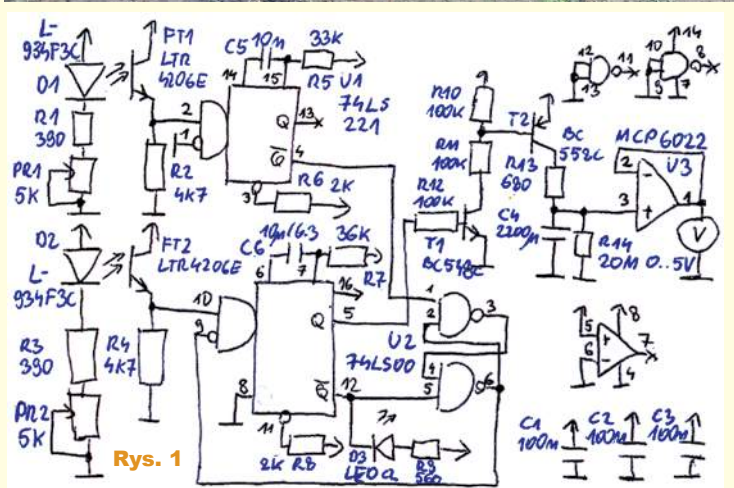 L-
934F3C
D1
R1
390
PR1
5K
FT1
LTR
4206E
R2
4K7
2
1
C5 10n
14
15
33K
R5 U1
74LS
221
13
Q
Q
4
3
R6 2K
D2
L-
934F3C
R3
390
PR2
5K
FT2
LTR4206E
R4
4K7
10
9
C6
10µ/6.3
36K
R7
6
7
16
Q
5
8
Q
12
11
2K R8
D3
LED Ω
R9
560
R10
100K
R11
100K
R12
100K
T1
BC548C
T2
BC
558C
R13
680
C4
2200µ
R14
20M
0..5V
MCP6022
U3
2
3
1
-
+
V
U2
74LS00
1
2
3
4
5
6
12
13
11
10
9
14
8
7
5
6
+
-
8
7
4
C1
100n
C2
100n
C3
100n
Rys. 1